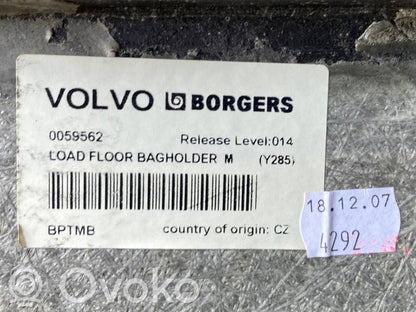 VOLVO BORGERS
0059562 Release Level:014
LOAD FLOOR BAGHOLDER M (Y285)
BPTMB country of origin: CZ
18.12.07
4292
© Ovoko